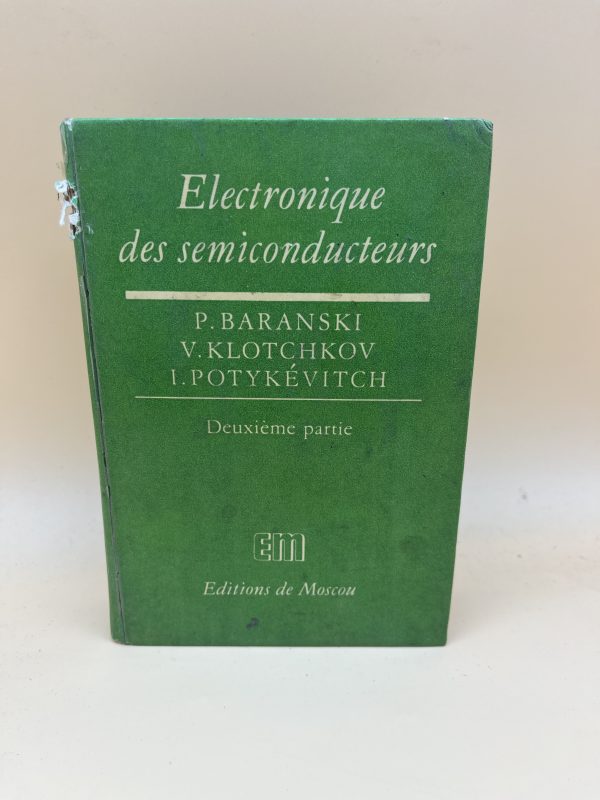 Electronique
des semiconducteurs
P. BARANSKI
V. KLOTCHKOV
I. POTYKÉVITCH
Deuxième partie
EM
Editions de Moscou